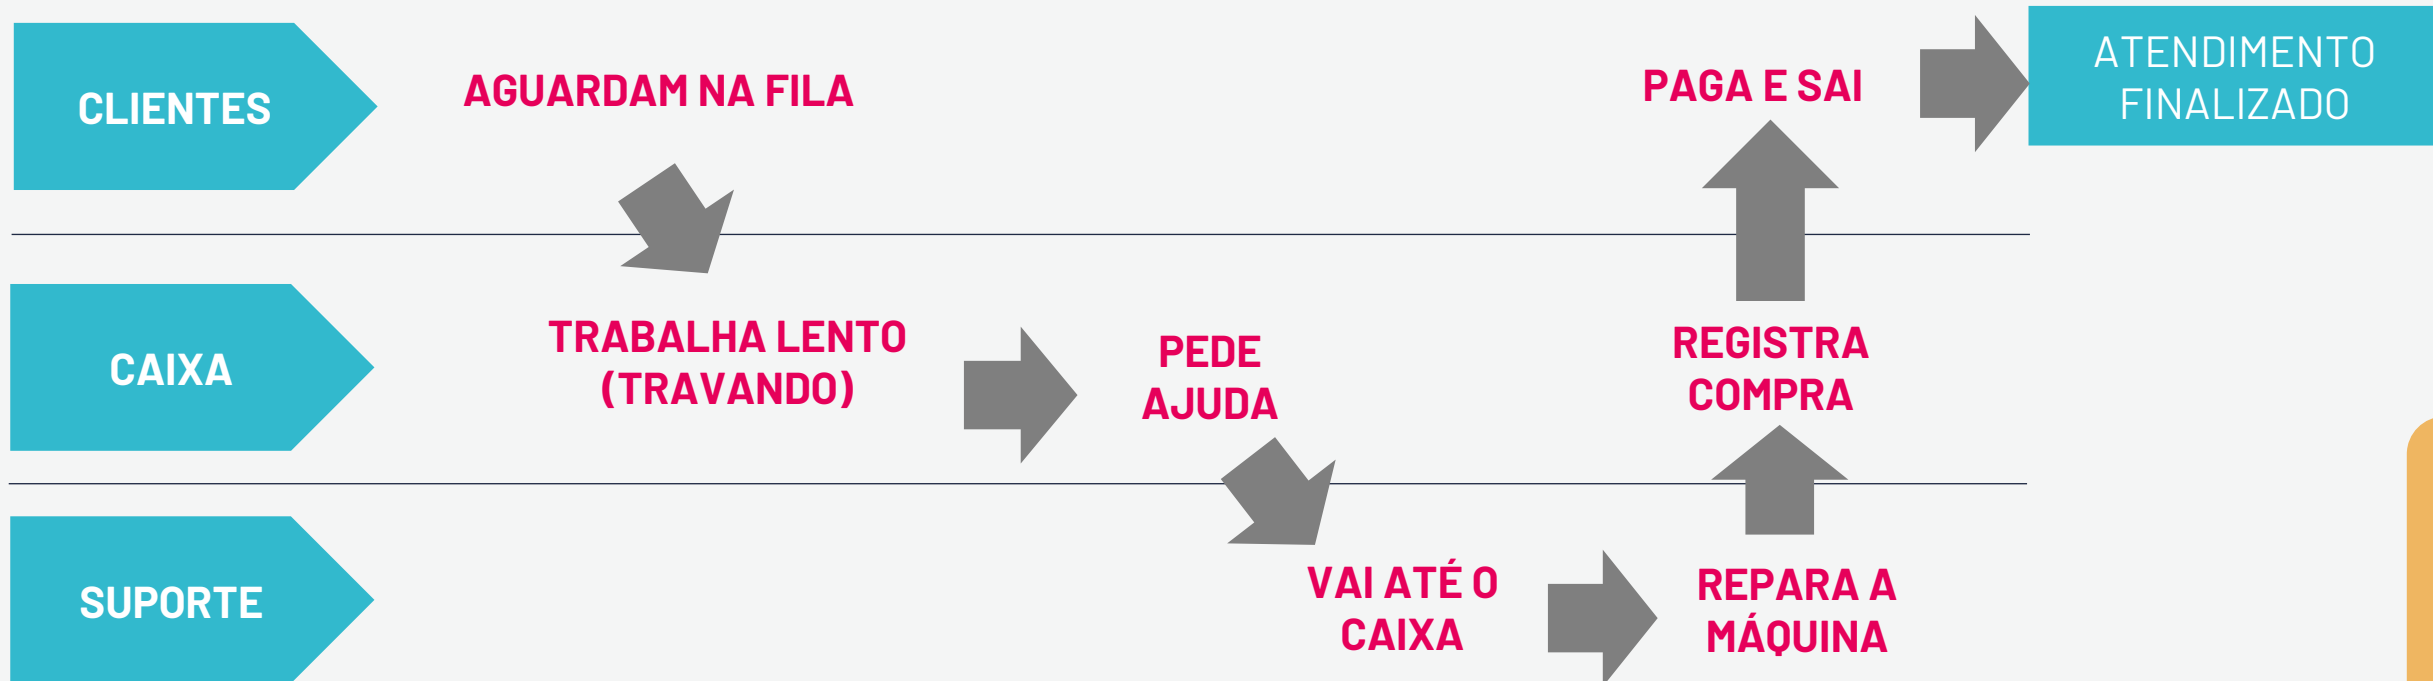 CLIENTES
AGUARDAM NA FILA
PAGA E SAI
ATENDIMENTO
FINALIZADO
CAIXA
TRABALHA LENTO
(TRAVANDO)
PEDE
AJUDA
REGISTRA
COMPRA
SUPORTE
VAI ATÉ O
CAIXA
REPARA A
MÁQUINA